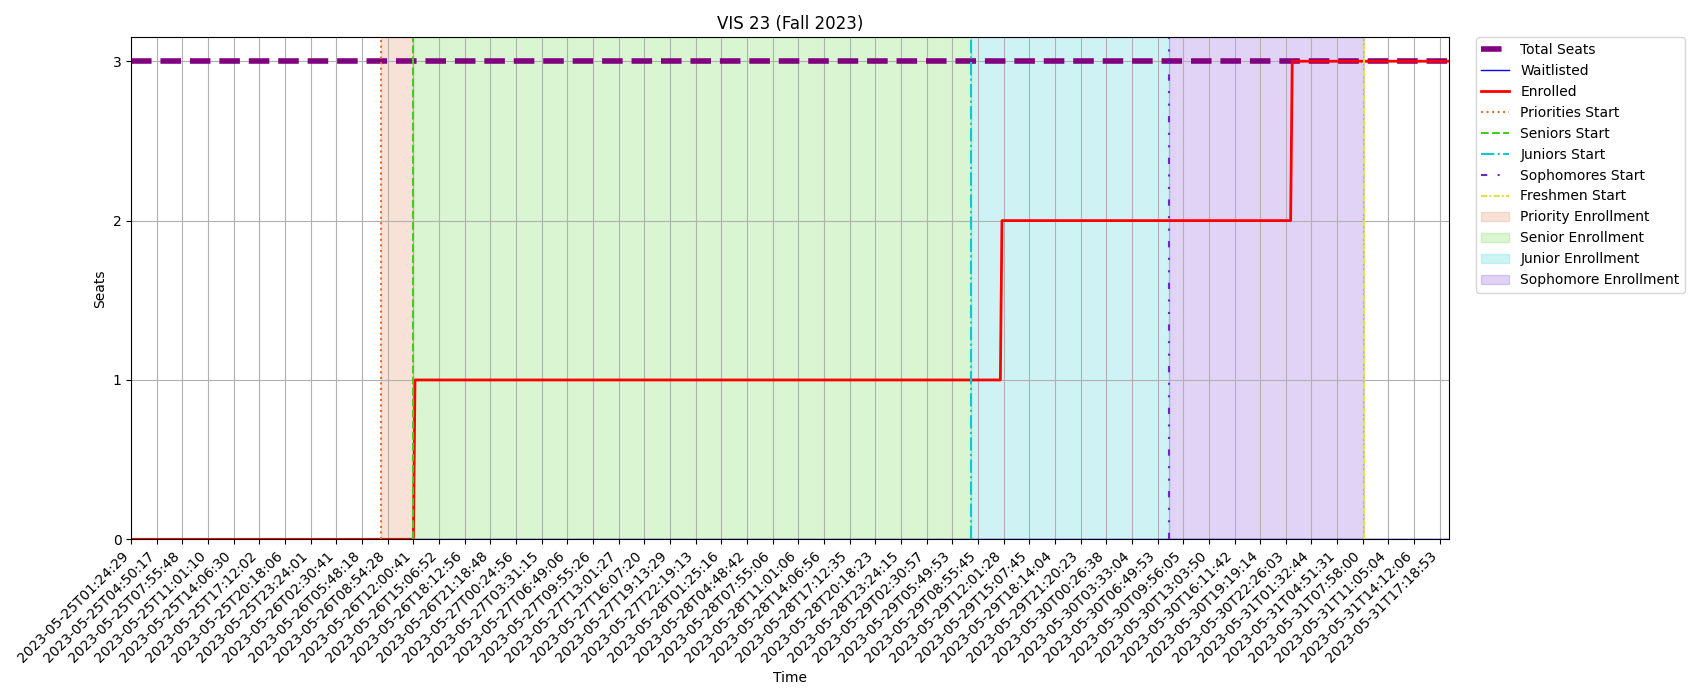 VIS 23 (Fall 2023)
3
2
1
0
Seats
2023-05-25T01:24:29
2023-05-25T04:50:17
2023-05-25T07:55:48
2023-05-25T11:01:10
2023-05-25T14:06:30
2023-05-25T17:12:02
2023-05-25T20:18:06
2023-05-25T23:24:01
2023-05-26T02:30:41
2023-05-26T05:48:18
2023-05-26T08:54:28
2023-05-26T12:00:41
2023-05-26T15:06:52
2023-05-26T18:12:56
2023-05-26T21:18:48
2023-05-27T00:24:56
2023-05-27T03:31:15
2023-05-27T06:49:06
2023-05-27T09:55:26
2023-05-27T13:01:27
2023-05-27T16:07:20
2023-05-27T19:13:29
2023-05-27T22:19:13
2023-05-28T01:25:16
2023-05-28T04:48:42
2023-05-28T07:55:06
2023-05-28T11:01:06
2023-05-28T14:06:56
2023-05-28T17:12:35
2023-05-28T20:18:23
2023-05-28T23:24:15
2023-05-29T02:30:57
2023-05-29T05:49:53
2023-05-29T08:55:45
2023-05-29T12:01:28
2023-05-29T15:07:45
2023-05-29T18:14:04
2023-05-29T21:20:23
2023-05-30T00:26:38
2023-05-30T03:33:04
2023-05-30T06:49:53
2023-05-30T09:56:05
2023-05-30T13:03:50
2023-05-30T16:11:42
2023-05-30T19:19:14
2023-05-30T22:26:03
2023-05-31T01:32:44
2023-05-31T04:51:31
2023-05-31T07:58:00
2023-05-31T11:05:04
2023-05-31T14:12:06
2023-05-31T17:18:53
Time
Total Seats
Waitlisted
Enrolled
Priorities Start
Seniors Start
Juniors Start
Sophomores Start
Freshmen Start
Priority Enrollment
Senior Enrollment
Junior Enrollment
Sophomore Enrollment